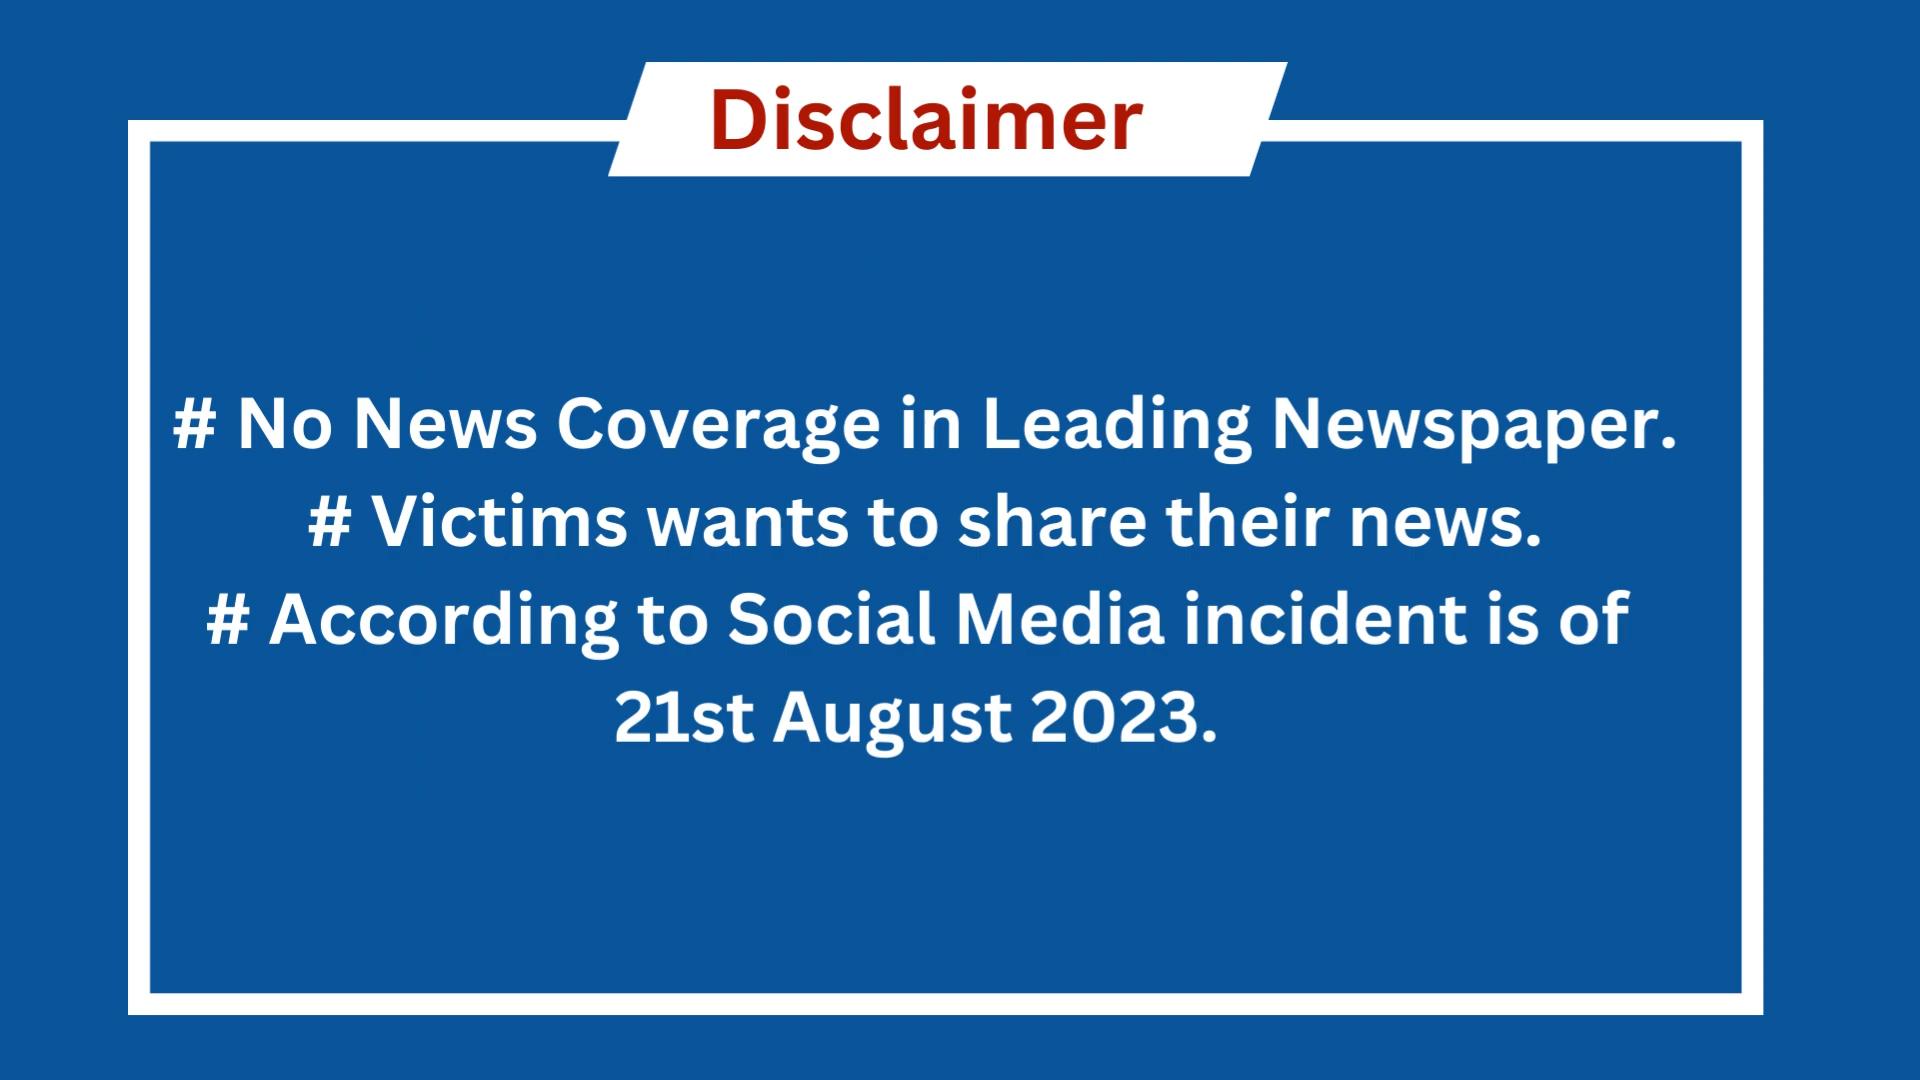 Disclaimer
# No News Coverage in Leading Newspaper.
# Victims wants to share their news.
# According to Social Media incident is of
21st August 2023.